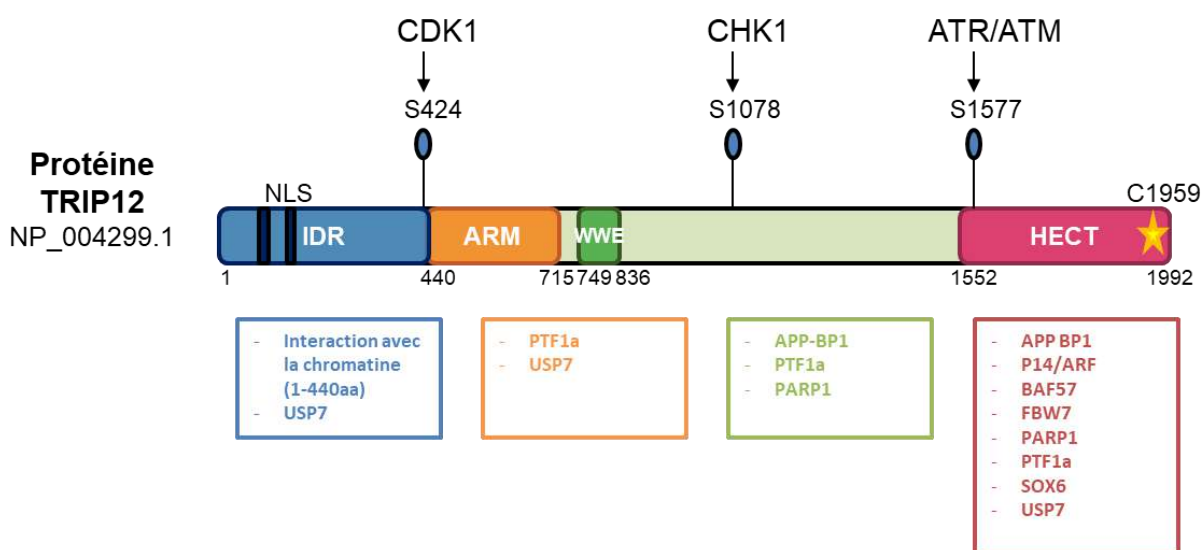 CDK1
CHK1
ATR/ATM
S424
S1078
S1577
Protéine
TRIP12
NP_004299.1
NLS
C1959
IDR
ARM
WWE
HECT
1
440
715
749
836
1552
1992
- Interaction avec
la chromatine
(1-440aa)
- USP7
- PTF1a
- USP7
- APP-BP1
- PTF1a
- PARP1
- APP BP1
- P14/ARF
- BAF57
- FBW7
- PARP1
- PTF1a
- SOX6
- USP7